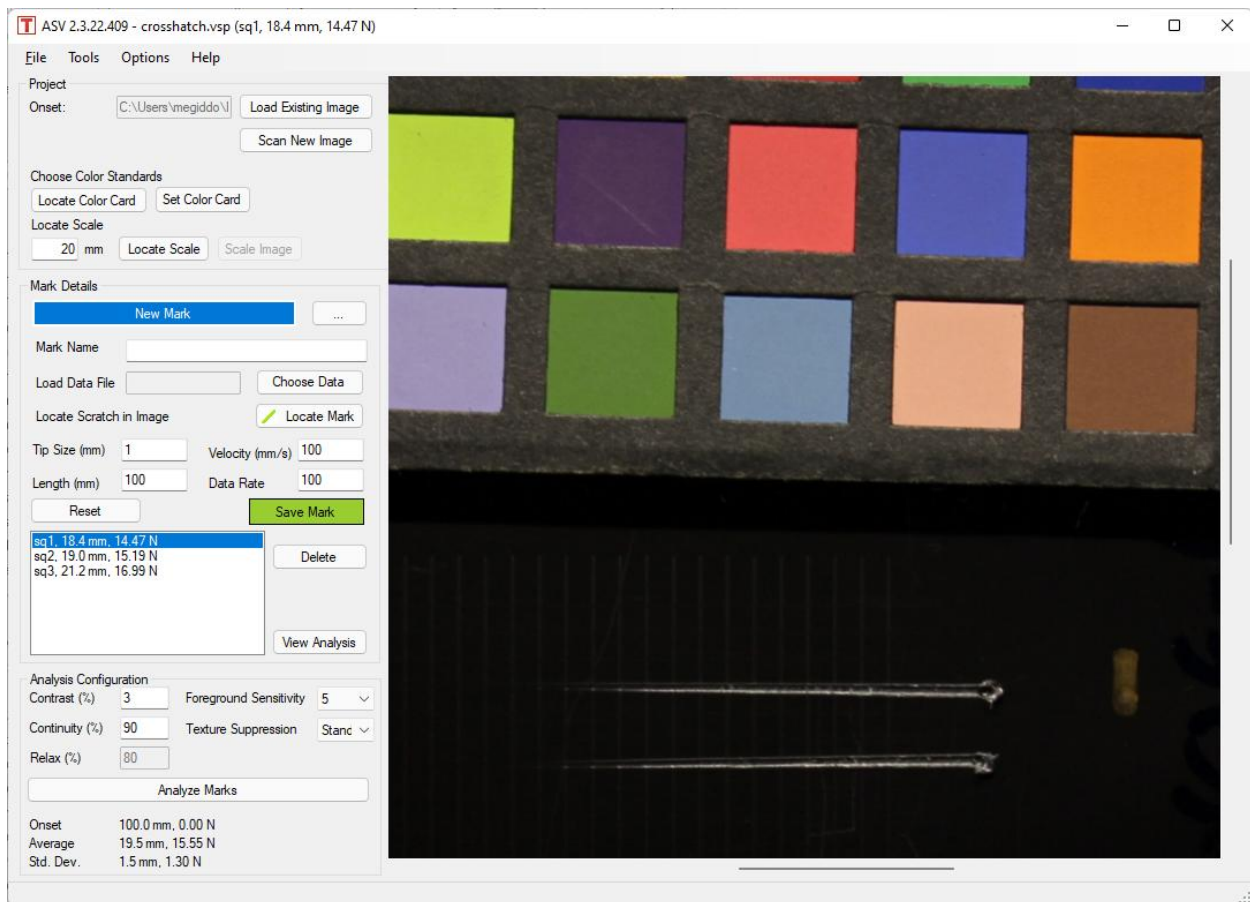 T ASV 2.3.22.409 - crosshatch.vsp (sq1, 18.4 mm, 14.47 N)
File Tools Options Help
Project
Onset: C:\Users\megiddo\I Load Existing Image
Scan New Image
Choose Color Standards
Locate Color Card Set Color Card
Locate Scale
20 mm Locate Scale Scale Image
Mark Details
New Mark ...
Mark Name
Load Data File Choose Data
Locate Scratch in Image Locate Mark
Tip Size (mm) 1 Velocity (mm/s) 100
Length (mm) 100 Data Rate 100
Reset Save Mark
sq1, 18.4 mm, 14.47 N
sq2, 19.0 mm, 15.19 N
sq3, 21.2 mm, 16.99 N
Delete
View Analysis
Analysis Configuration
Contrast (%) 3 Foreground Sensitivity 5
Continuity (%) 90 Texture Suppression Stand
Relax (%) 80
Analyze Marks
Onset 100.0 mm, 0.00 N
Average 19.5 mm, 15.55 N
Std. Dev. 1.5 mm, 1.30 N